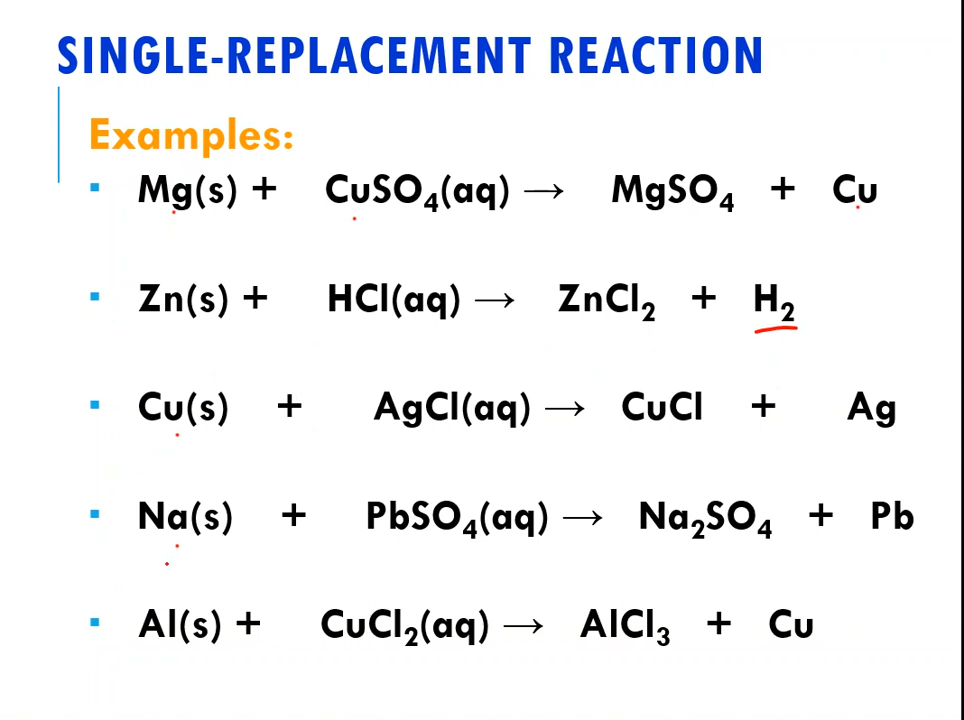 SINGLE-REPLACEMENT REACTION
Examples:
▪ Mg(s) + CuSO₄(aq) → MgSO₄ + Cu
▪ Zn(s) + HCl(aq) → ZnCl₂ + H₂
▪ Cu(s) + AgCl(aq) → CuCl + Ag
▪ Na(s) + PbSO₄(aq) → Na₂SO₄ + Pb
▪ Al(s) + CuCl₂(aq) → AlCl₃ + Cu